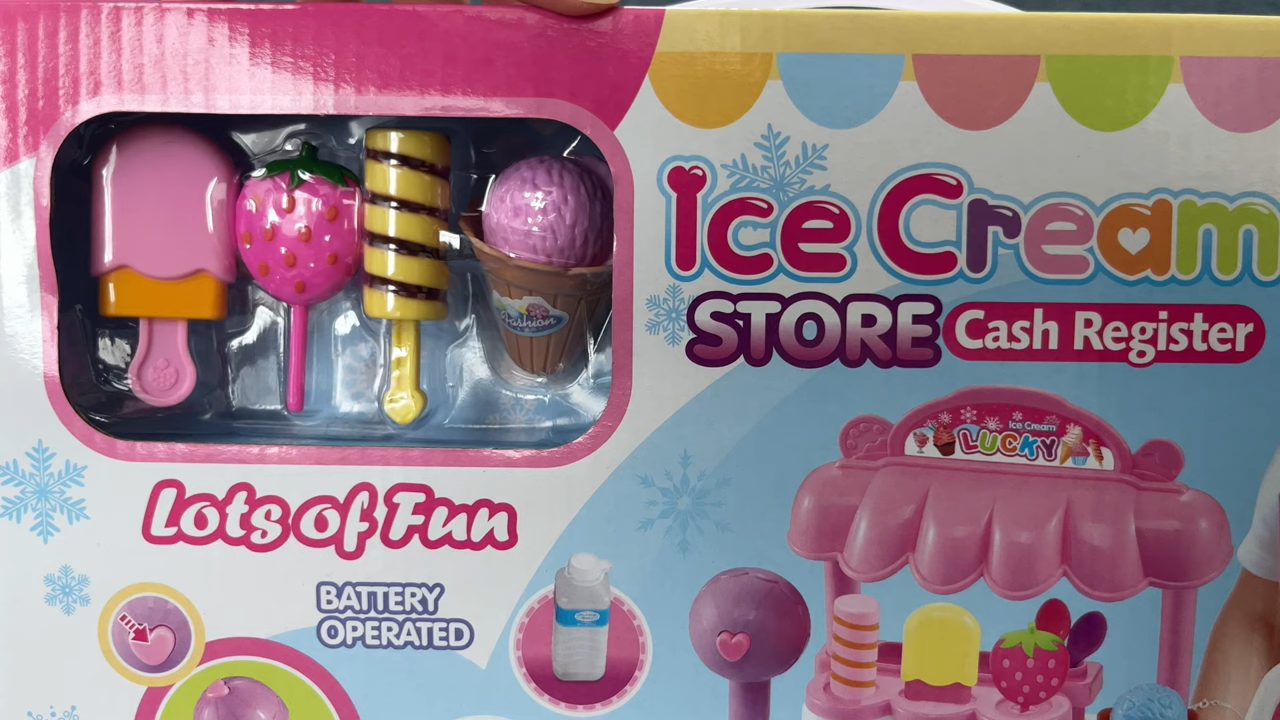 Ice Cream
STORE Cash Register
Fashion
Ice Cream
LUCKY
Lots of Fun
BATTERY
OPERATED